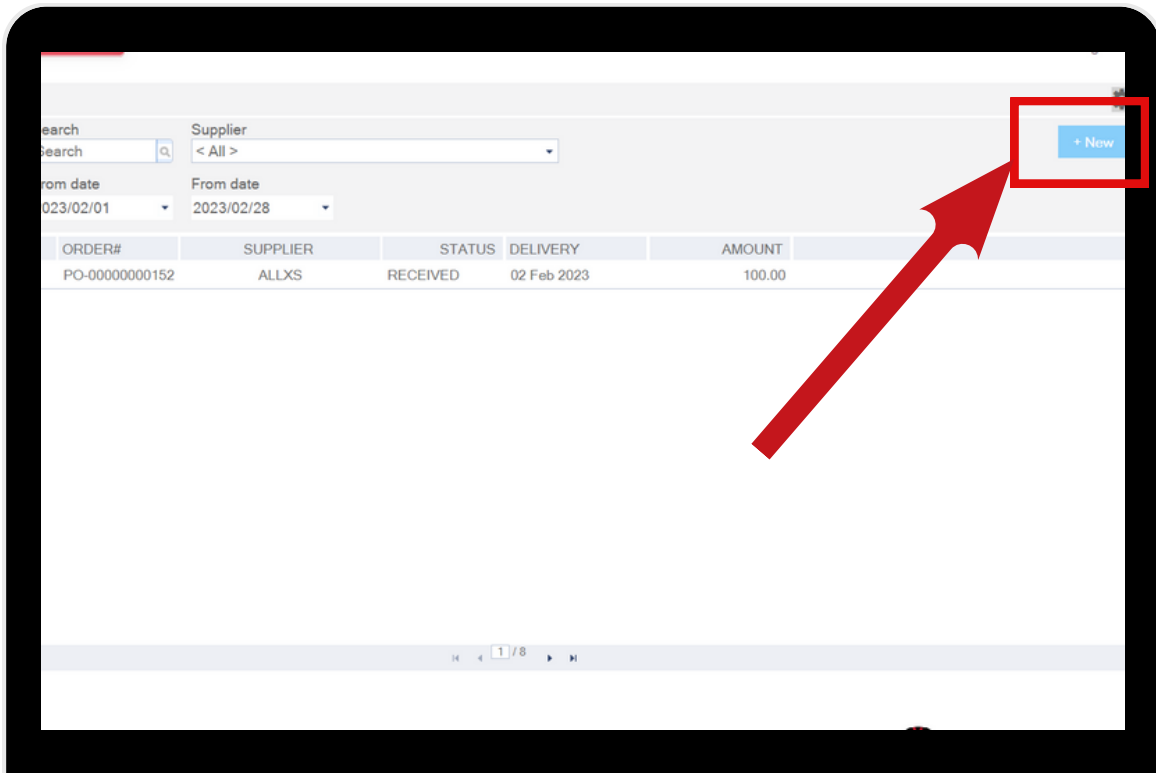 earch Supplier
Search < All > + New
rom date From date
023/02/01 2023/02/28
ORDER# SUPPLIER STATUS DELIVERY AMOUNT
PO-00000000152 ALLXS RECEIVED 02 Feb 2023 100.00
1 / 8